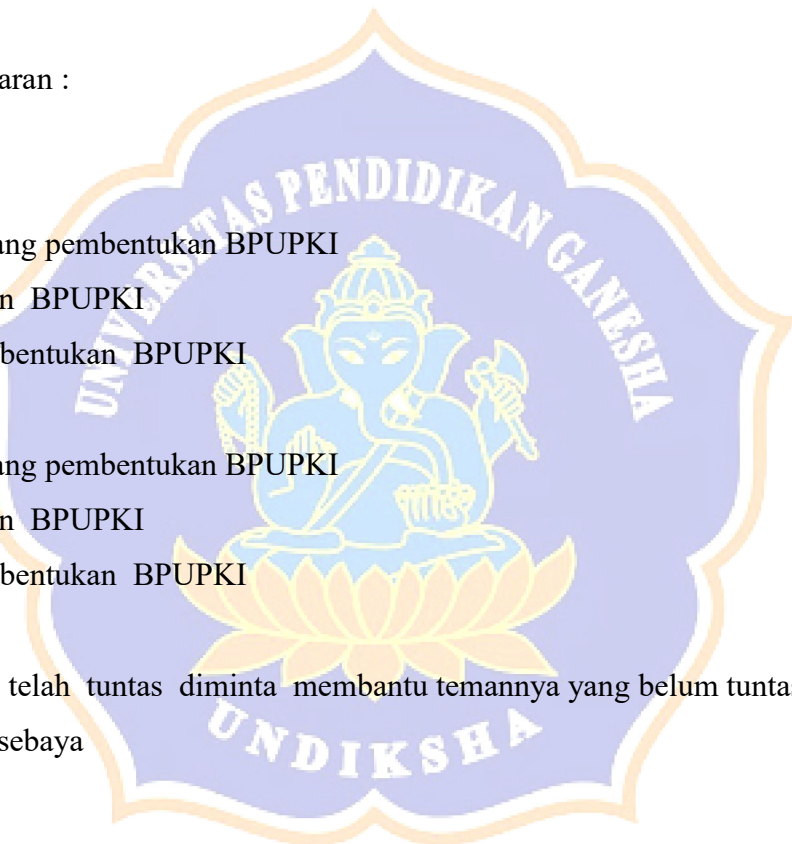 aran :
UNIVERSITAS PENDIDIKAN GANESHA
ang pembentukan BPUPKI
n BPUPKI
bentukan BPUPKI
ang pembentukan BPUPKI
n BPUPKI
bentukan BPUPKI
telah tuntas diminta membantu temannya yang belum tuntas
sebaya
UNDIKSHA